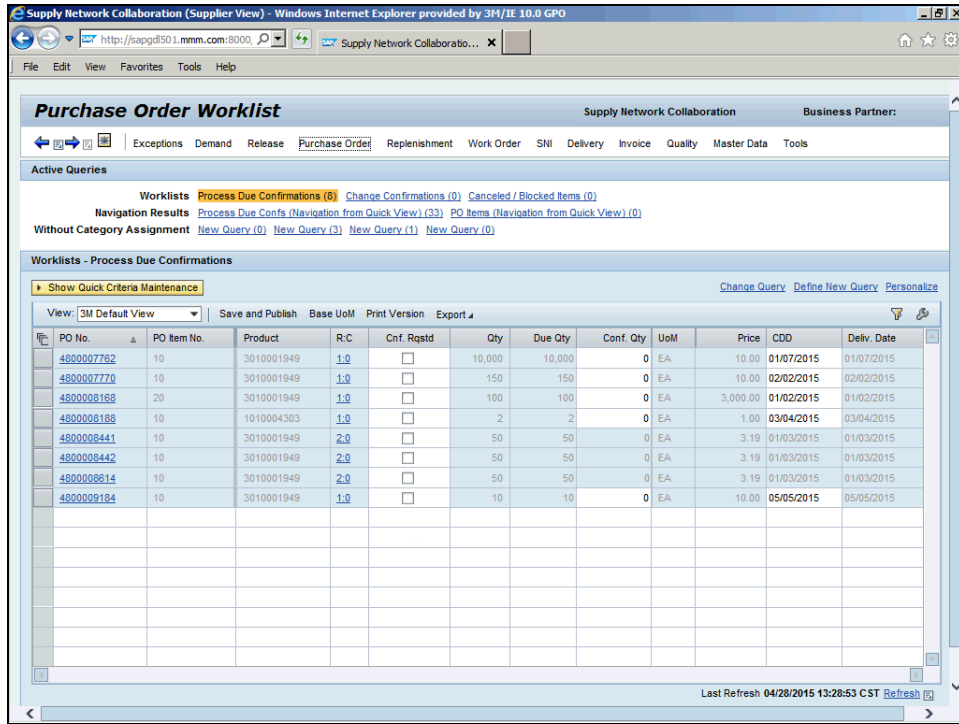 Supply Network Collaboration (Supplier View) - Windows Internet Explorer provided by 3M/IE 10.0 GPO
http://sapgdl501.mmm.com:8000, Supply Network Collaboratio... X
File Edit View Favorites Tools Help
Purchase Order Worklist Supply Network Collaboration Business Partner:
Exceptions Demand Release Purchase Order Replenishment Work Order SNI Delivery Invoice Quality Master Data Tools
Active Queries
Worklists Process Due Confirmations (8) Change Confirmations (0) Canceled / Blocked Items (0)
Navigation Results Process Due Confs (Navigation from Quick View) (33) PO Items (Navigation from Quick View) (0)
Without Category Assignment New Query (0) New Query (3) New Query (1) New Query (0)
Worklists - Process Due Confirmations
Show Quick Criteria Maintenance Change Query Define New Query Personalize
View: 3M Default View Save and Publish Base UoM Print Version Export
PO No. PO Item No. Product R:C Cnf. Rqstd Qty Due Qty Conf. Qty UoM Price CDD Deliv. Date
4800007762 10 3010001949 1:0 10,000 10,000 0 EA 10.00 01/07/2015 01/07/2015
4800007770 10 3010001949 1:0 150 150 0 EA 10.00 02/02/2015 02/02/2015
4800008168 20 3010001949 1:0 100 100 0 EA 3,000.00 01/02/2015 01/02/2015
4800008188 10 1010004303 1:0 2 2 0 EA 1.00 03/04/2015 03/04/2015
4800008441 10 3010001949 2:0 50 50 0 EA 3.19 01/03/2015 01/03/2015
4800008442 10 3010001949 2:0 50 50 0 EA 3.19 01/03/2015 01/03/2015
4800008614 10 3010001949 2:0 50 50 0 EA 3.19 01/03/2015 01/03/2015
4800009184 10 3010001949 1:0 10 10 0 EA 10.00 05/05/2015 05/05/2015
Last Refresh 04/28/2015 13:28:53 CST Refresh